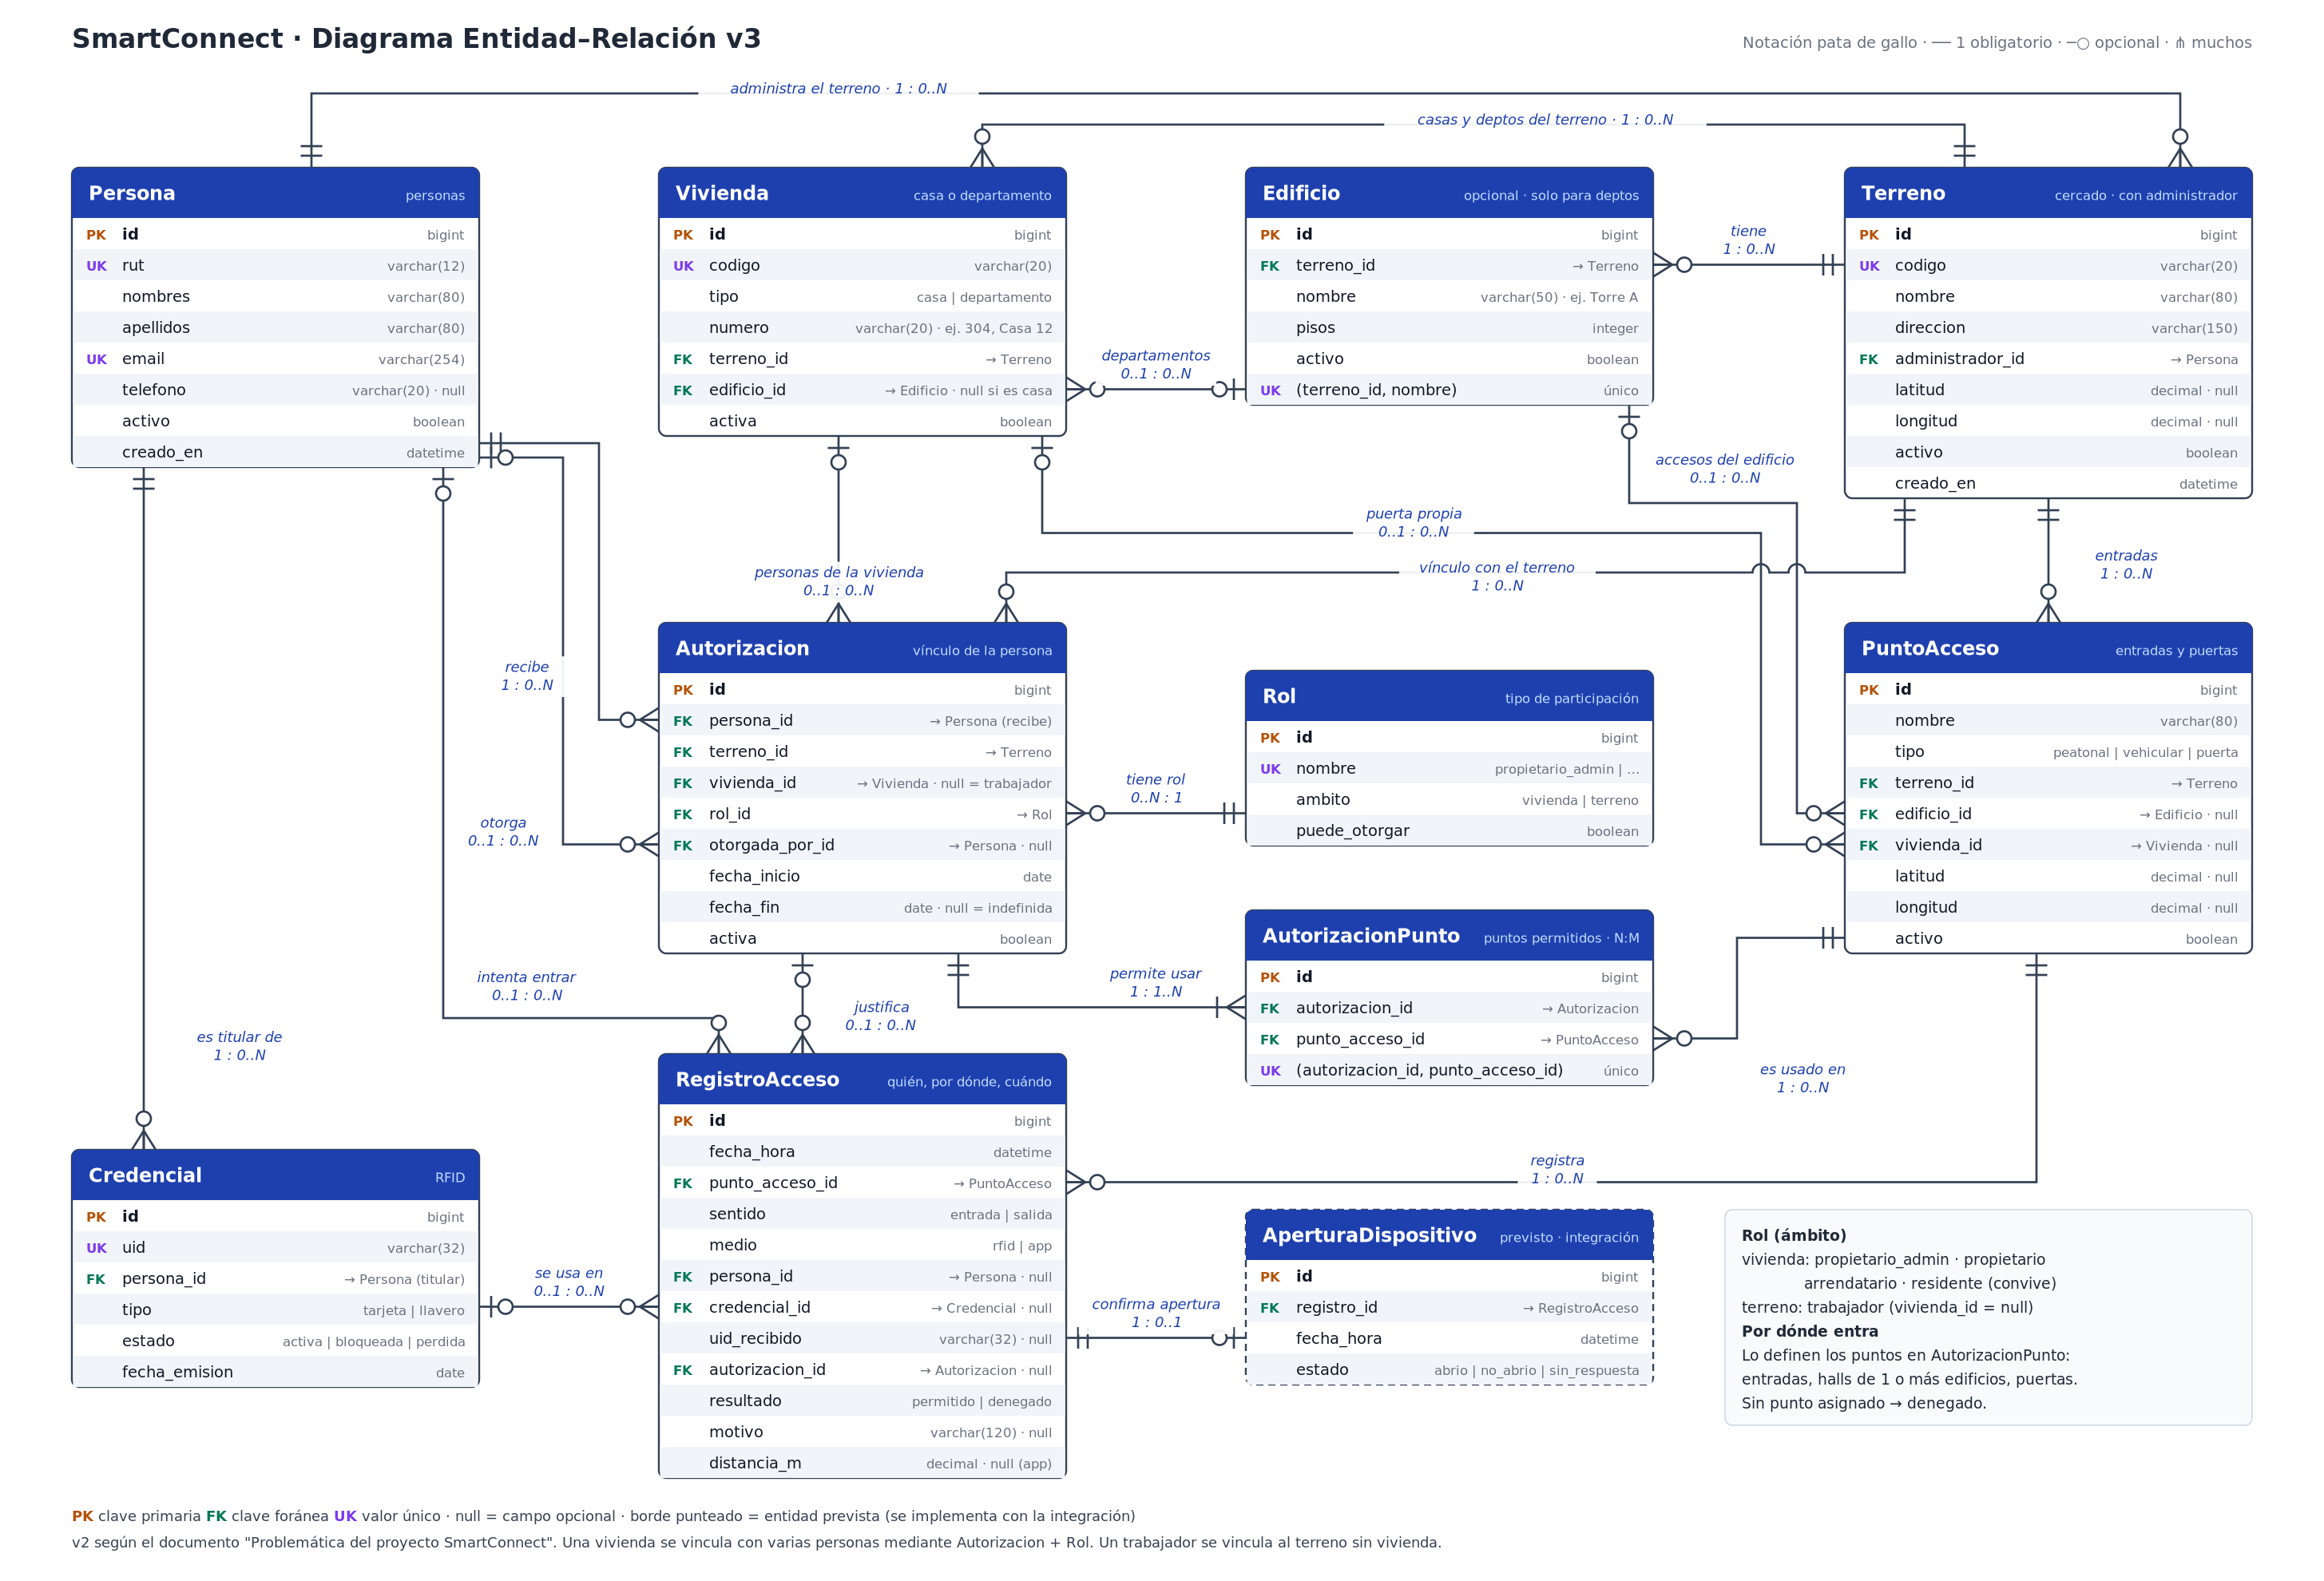 SmartConnect · Diagrama Entidad–Relación v3
Notación pata de gallo · ── 1 obligatorio · ─○ opcional · ⋔ muchos
administra el terreno · 1 : 0..N
casas y deptos del terreno · 1 : 0..N
Persona personas
PK id bigint
UK rut varchar(12)
nombres varchar(80)
apellidos varchar(80)
UK email varchar(254)
telefono varchar(20) · null
activo boolean
creado_en datetime
Vivienda casa o departamento
PK id bigint
UK codigo varchar(20)
tipo casa | departamento
numero varchar(20) · ej. 304, Casa 12
FK terreno_id → Terreno
FK edificio_id → Edificio · null si es casa
activa boolean
departamentos
0..1 : 0..N
Edificio opcional · solo para deptos
PK id bigint
FK terreno_id → Terreno
nombre varchar(50) · ej. Torre A
pisos integer
activo boolean
UK (terreno_id, nombre) único
tiene
1 : 0..N
Terreno cercado · con administrador
PK id bigint
UK codigo varchar(20)
nombre varchar(80)
direccion varchar(150)
FK administrador_id → Persona
latitud decimal · null
longitud decimal · null
activo boolean
creado_en datetime
accesos del edificio
0..1 : 0..N
puerta propia
0..1 : 0..N
vínculo con el terreno
1 : 0..N
entradas
1 : 0..N
personas de la vivienda
0..1 : 0..N
recibe
1 : 0..N
otorga
0..1 : 0..N
Autorizacion vínculo de la persona
PK id bigint
FK persona_id → Persona (recibe)
FK terreno_id → Terreno
FK vivienda_id → Vivienda · null = trabajador
FK rol_id → Rol
FK otorgada_por_id → Persona · null
fecha_inicio date
fecha_fin date · null = indefinida
activa boolean
tiene rol
0..N : 1
Rol tipo de participación
PK id bigint
UK nombre propietario_admin | ...
ambito vivienda | terreno
puede_otorgar boolean
PuntoAcceso entradas y puertas
PK id bigint
nombre varchar(80)
tipo peatonal | vehicular | puerta
FK terreno_id → Terreno
FK edificio_id → Edificio · null
FK vivienda_id → Vivienda · null
latitud decimal · null
longitud decimal · null
activo boolean
intenta entrar
0..1 : 0..N
justifica
0..1 : 0..N
permite usar
1 : 1..N
AutorizacionPunto puntos permitidos · N:M
PK id bigint
FK autorizacion_id → Autorizacion
FK punto_acceso_id → PuntoAcceso
UK (autorizacion_id, punto_acceso_id) único
es usado en
1 : 0..N
es titular de
1 : 0..N
RegistroAcceso quién, por dónde, cuándo
PK id bigint
fecha_hora datetime
FK punto_acceso_id → PuntoAcceso
sentido entrada | salida
medio rfid | app
FK persona_id → Persona · null
FK credencial_id → Credencial · null
uid_recibido varchar(32) · null
FK autorizacion_id → Autorizacion · null
resultado permitido | denegado
motivo varchar(120) · null
distancia_m decimal · null (app)
registra
1 : 0..N
Credencial RFID
PK id bigint
UK uid varchar(32)
FK persona_id → Persona (titular)
tipo tarjeta | llavero
estado activa | bloqueada | perdida
fecha_emision date
se usa en
0..1 : 0..N
confirma apertura
1 : 0..1
AperturaDispositivo previsto · integración
PK id bigint
FK registro_id → RegistroAcceso
fecha_hora datetime
estado abrio | no_abrio | sin_respuesta
Rol (ámbito)
vivienda: propietario_admin · propietario
arrendatario · residente (convive)
terreno: trabajador (vivienda_id = null)
Por dónde entra
Lo definen los puntos en AutorizacionPunto:
entradas, halls de 1 o más edificios, puertas.
Sin punto asignado → denegado.
PK clave primaria FK clave foránea UK valor único · null = campo opcional · borde punteado = entidad prevista (se implementa con la integración)
v2 según el documento "Problemática del proyecto SmartConnect". Una vivienda se vincula con varias personas mediante Autorizacion + Rol. Un trabajador se vincula al terreno sin vivienda.